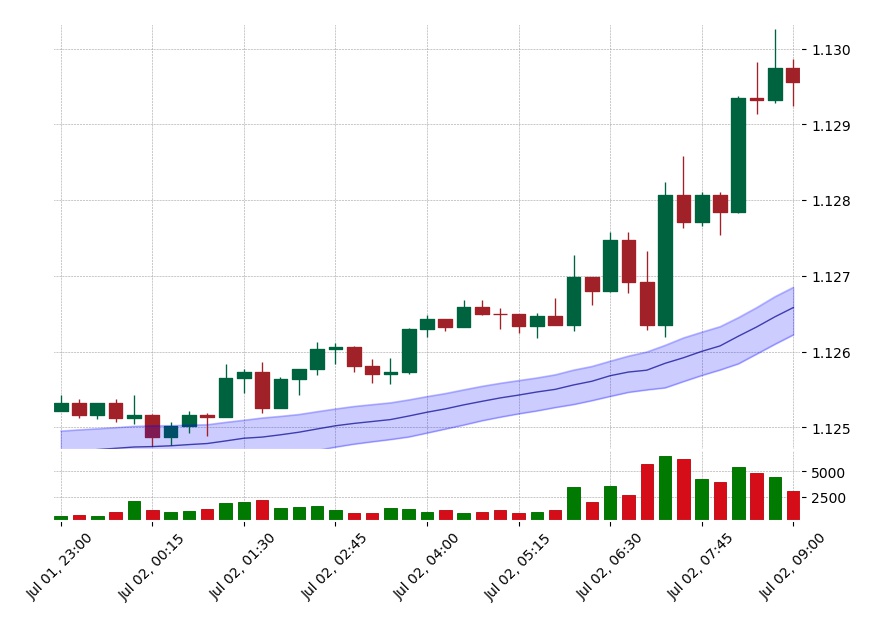 1.130
1.129
1.128
1.127
1.126
1.125
5000
2500
Jul 01, 23:00
Jul 02, 00:15
Jul 02, 01:30
Jul 02, 02:45
Jul 02, 04:00
Jul 02, 05:15
Jul 02, 06:30
Jul 02, 07:45
Jul 02, 09:00